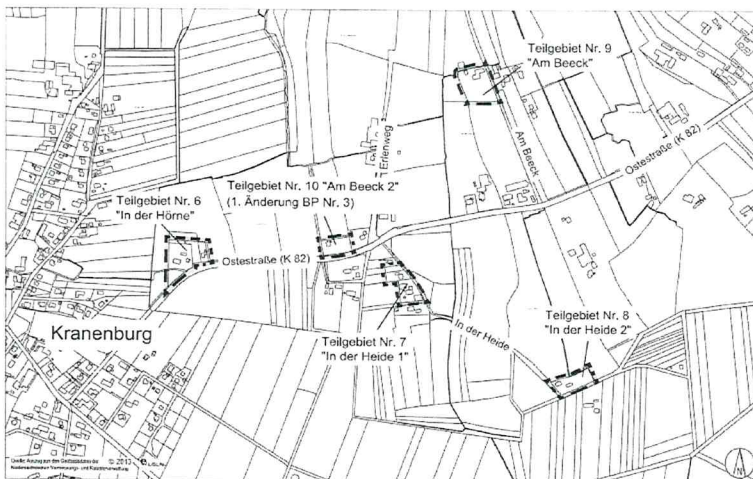 Teilgebiet Nr. 9
"Am Beeck"
Erlenweg
Am Beeck
Ostestraße (K 82)
Teilgebiet Nr. 10 "Am Beeck 2"
(1. Änderung BP Nr. 3)
Teilgebiet Nr. 6
"In der Hörne"
Ostestraße (K 82)
Teilgebiet Nr. 8
"In der Heide 2"
In der Heide
Kranenburg
Teilgebiet Nr. 7
"In der Heide 1"
© 2013
N